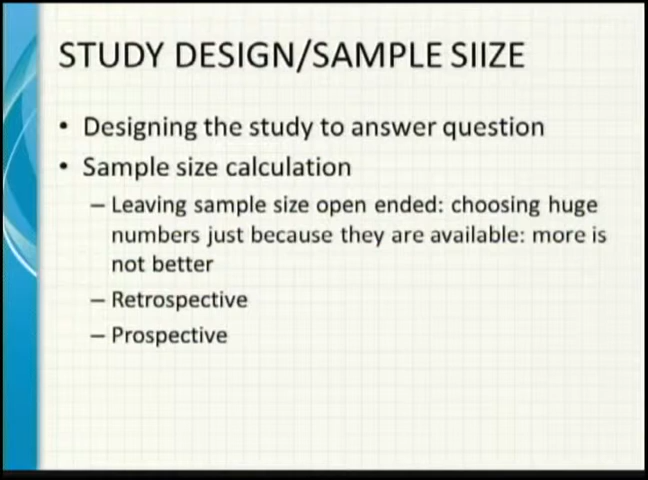 STUDY DESIGN/SAMPLE SIIZE
• Designing the study to answer question
• Sample size calculation
– Leaving sample size open ended: choosing huge
numbers just because they are available: more is
not better
– Retrospective
– Prospective